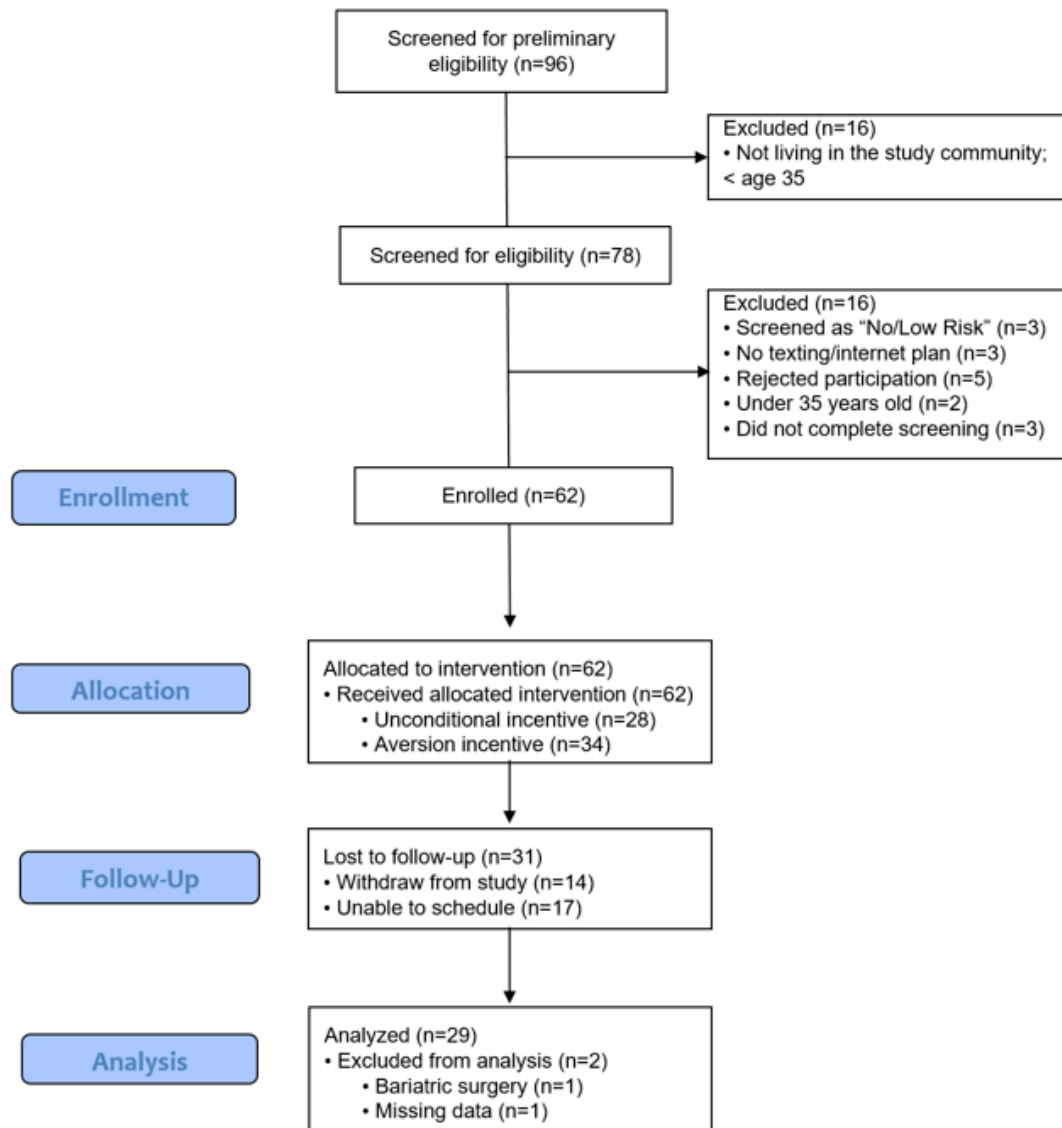 Screened for preliminary
eligibility (n=96)
Excluded (n=16)
• Not living in the study community;
< age 35
Screened for eligibility (n=78)
Excluded (n=16)
• Screened as “No/Low Risk” (n=3)
• No texting/internet plan (n=3)
• Rejected participation (n=5)
• Under 35 years old (n=2)
• Did not complete screening (n=3)
Enrollment
Enrolled (n=62)
Allocation
Allocated to intervention (n=62)
• Received allocated intervention (n=62)
• Unconditional incentive (n=28)
• Aversion incentive (n=34)
Follow-Up
Lost to follow-up (n=31)
• Withdraw from study (n=14)
• Unable to schedule (n=17)
Analysis
Analyzed (n=29)
• Excluded from analysis (n=2)
• Bariatric surgery (n=1)
• Missing data (n=1)